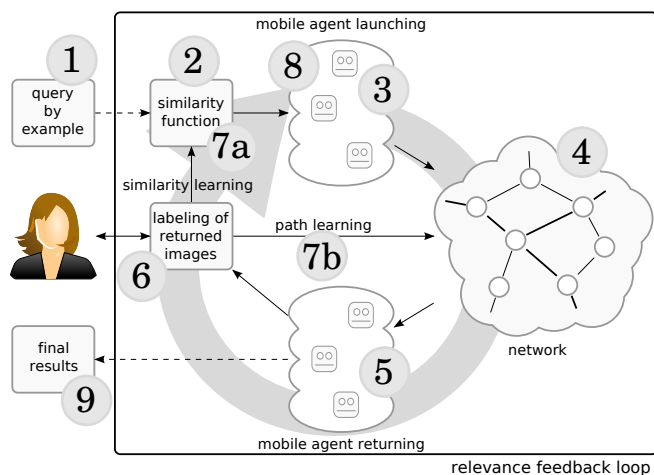 mobile agent launching
1
2
8
3
query
by
example
similarity
function
7a
4
similarity learning
labeling of
returned
images
path learning
7b
6
network
final
results
5
9
mobile agent returning
relevance feedback loop